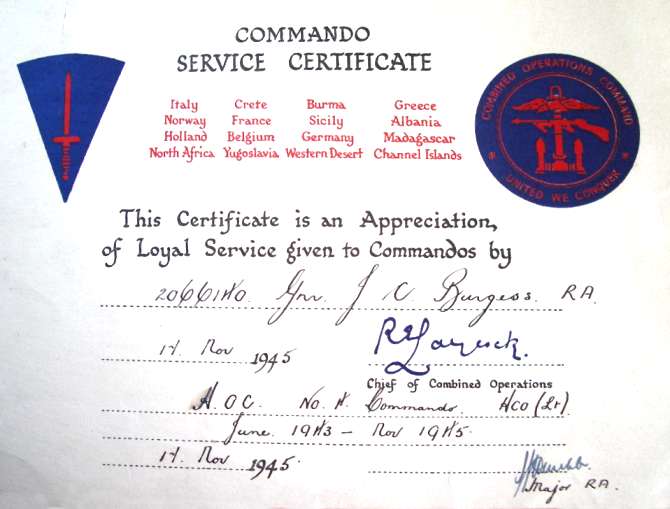 COMMANDO
SERVICE CERTIFICATE
Italy Crete Burma Greece
Norway France Sicily Albania
Holland Belgium Germany Madagascar
North Africa Yugoslavia Western Desert Channel Islands
COMBINED OPERATIONS COMMAND
UNITED WE CONQUER
This Certificate is an Appreciation,
of Loyal Service given to Commandos by
2066140. Gnr. J C Burgess. RA.
14. Nov 1945
R E Laycock.
Chief of Combined Operations
No. 4. Commando.
June. 1943 – Nov 1945.
14. Nov 1945.
Major RA.